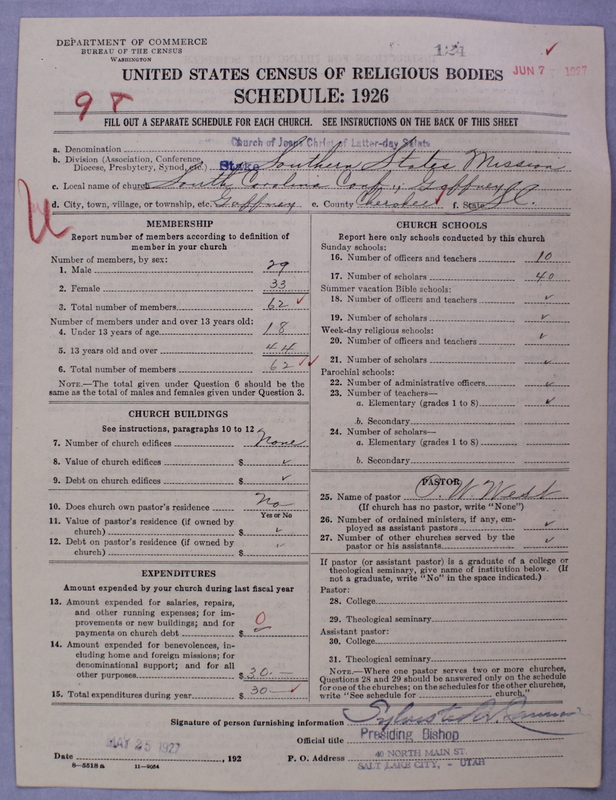 DEPARTMENT OF COMMERCE
BUREAU OF THE CENSUS
WASHINGTON
121
UNITED STATES CENSUS OF RELIGIOUS BODIES
JUN 7 1927
SCHEDULE: 1926
98
FILL OUT A SEPARATE SCHEDULE FOR EACH CHURCH. SEE INSTRUCTIONS ON THE BACK OF THIS SHEET
a. Denomination Church of Jesus Christ of Latter-day Saints
b. Division (Association, Conference, Diocese, Presbytery, Synod, etc.) Stake Southern States Mission
c. Local name of church South Carolina Conf.; Gaffney
d. City, town, village, or township, etc. Gaffney e. County Cherokee f. State S.C.
MEMBERSHIP
Report number of members according to definition of
member in your church
Number of members, by sex:
1. Male 29
2. Female 33
3. Total number of members 62 ✓
Number of members under and over 13 years old:
4. Under 13 years of age 18
5. 13 years old and over 44
6. Total number of members 62 ✓✓
NOTE.—The total given under Question 6 should be the
same as the total of males and females given under Question 3.
CHURCH BUILDINGS
See instructions, paragraphs 10 to 12
7. Number of church edifices None
8. Value of church edifices $ ✓
9. Debt on church edifices $ ✓
10. Does church own pastor's residence No
Yes or No
11. Value of pastor's residence (if owned by
church) $ ✓
12. Debt on pastor's residence (if owned by
church) $ ✓
EXPENDITURES
Amount expended by your church during last fiscal year
13. Amount expended for salaries, repairs,
and other running expenses; for im-
provements or new buildings; and for
payments on church debt $ 0
14. Amount expended for benevolences, in-
cluding home and foreign missions; for
denominational support; and for all
other purposes $ 30.—
15. Total expenditures during year $ 30— ✓
CHURCH SCHOOLS
Report here only schools conducted by this church
Sunday schools:
16. Number of officers and teachers 10
17. Number of scholars 40
Summer vacation Bible schools:
18. Number of officers and teachers ✓
19. Number of scholars ✓
Week-day religious schools:
20. Number of officers and teachers ✓
21. Number of scholars ✓
Parochial schools:
22. Number of administrative officers ✓
23. Number of teachers—
a. Elementary (grades 1 to 8) ✓
b. Secondary
24. Number of scholars—
a. Elementary (grades 1 to 8)
b. Secondary
PASTOR
25. Name of pastor O. W. West
(If church has no pastor, write "None")
26. Number of ordained ministers, if any, em-
ployed as assistant pastors ✓
27. Number of other churches served by the
pastor or his assistants ✓
If pastor (or assistant pastor) is a graduate of a college or
theological seminary, give name of institution below. (If
not a graduate, write "No" in the space indicated.)
Pastor:
28. College
29. Theological seminary
Assistant pastor:
30. College
31. Theological seminary
NOTE.—Where one pastor serves two or more churches,
Questions 28 and 29 should be answered only on the schedule
for one of the churches; on the schedules for the other churches,
write "See schedule for church."
Signature of person furnishing information Sylvester Q. Cannon
Official title Presiding Bishop
Date MAY 25 1927, 192 P. O. Address 40 NORTH MAIN ST.
SALT LAKE CITY, - UTAH
8—5518a 11—9084